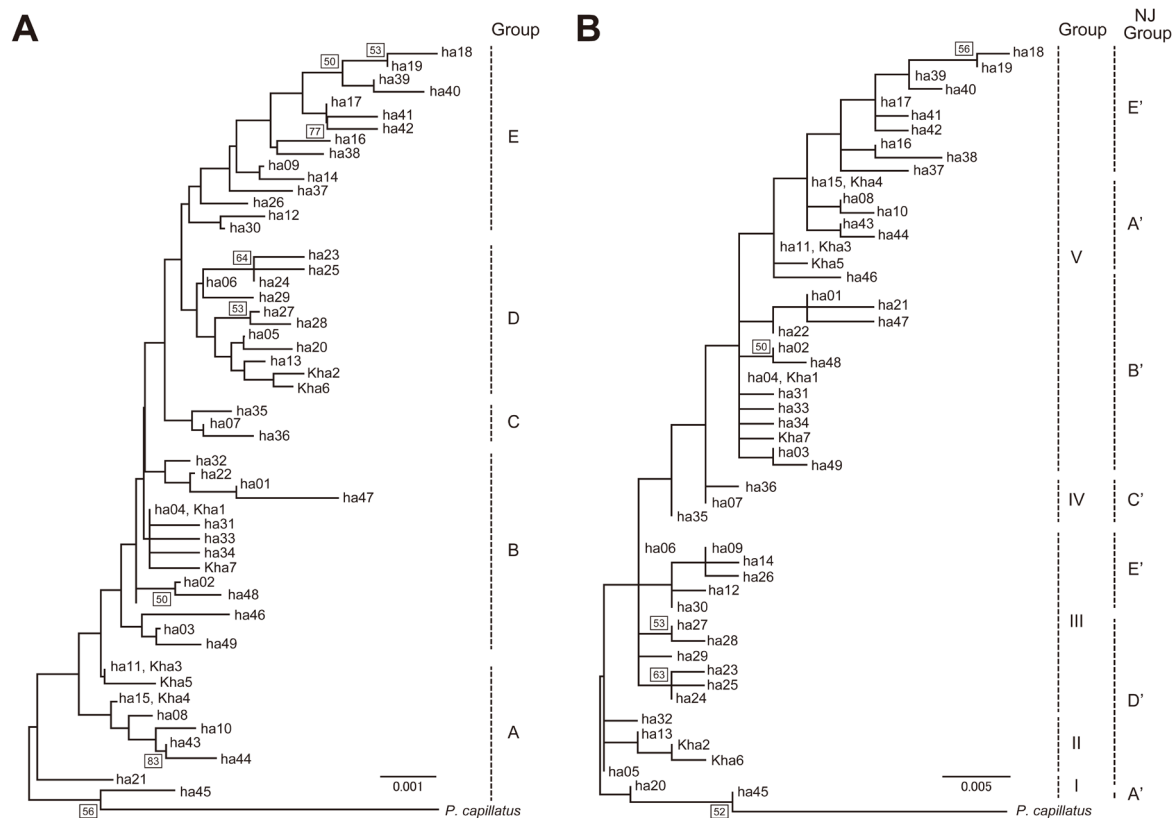 A
Group
53
ha18
50
ha19
ha39
ha40
ha17
ha41
ha42
77
ha16
ha38
ha09
ha14
ha37
ha26
ha12
ha30
E
64
ha23
ha25
ha06
ha24
ha29
53
ha27
ha28
ha05
ha20
ha13
Kha2
Kha6
D
ha35
ha07
ha36
C
ha32
ha22
ha01
ha47
ha04, Kha1
ha31
ha33
ha34
Kha7
ha02
50
ha48
ha46
ha03
ha49
B
ha11, Kha3
Kha5
ha15, Kha4
ha08
ha10
ha43
83
ha44
ha21
ha45
56
P. capillatus
A
0.001
B
Group
NJ
Group
56
ha18
ha19
ha39
ha40
ha17
ha41
ha42
ha16
ha38
ha37
E'
ha15, Kha4
ha08
ha10
ha43
ha44
ha11, Kha3
Kha5
ha46
A'
V
ha01
ha21
ha47
ha22
50
ha02
ha48
ha04, Kha1
ha31
ha33
ha34
Kha7
ha03
ha49
B'
ha36
ha07
ha35
IV
C'
ha06
ha09
ha14
ha26
ha12
ha30
E'
53
ha27
ha28
ha29
63
ha23
ha25
ha24
III
ha32
D'
ha13
Kha2
Kha6
II
ha05
ha20
ha45
I
A'
52
P. capillatus
0.005